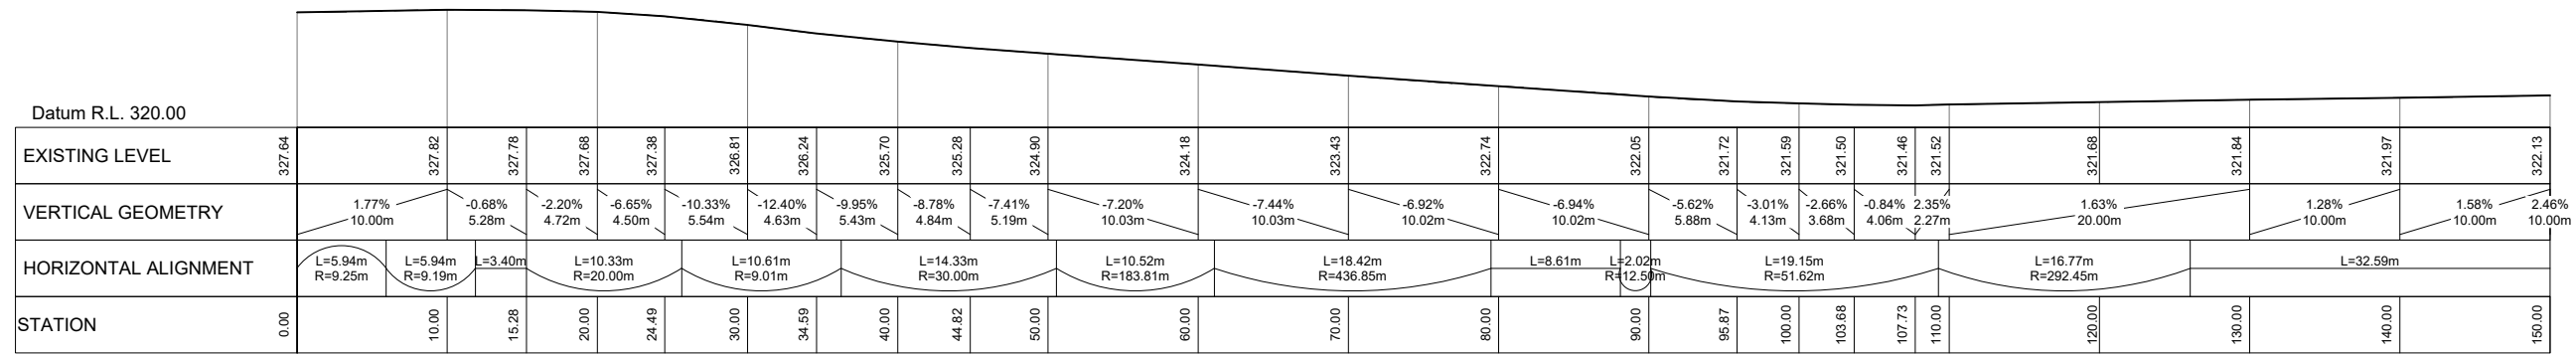 Datum R.L. 320.00
EXISTING LEVEL
327.64
327.82
327.78
327.68
327.38
326.81
326.24
325.70
325.28
324.90
324.18
323.43
322.74
322.05
321.72
321.59
321.50
321.46
321.52
321.68
321.84
321.97
322.13
VERTICAL GEOMETRY
1.77%
10.00m
-0.68%
5.28m
-2.20%
4.72m
-6.65%
4.50m
-10.33%
5.54m
-12.40%
4.63m
-9.95%
5.43m
-8.78%
4.84m
-7.41%
5.19m
-7.20%
10.03m
-7.44%
10.03m
-6.92%
10.02m
-6.94%
10.02m
-5.62%
5.88m
-3.01%
4.13m
-2.66%
3.68m
-0.84%
4.06m
2.35%
2.27m
1.63%
20.00m
1.28%
10.00m
1.58%
10.00m
2.46%
10.00m
HORIZONTAL ALIGNMENT
L=5.94m
R=9.25m
L=5.94m
R=9.19m
L=3.40m
L=10.33m
R=20.00m
L=10.61m
R=9.01m
L=14.33m
R=30.00m
L=10.52m
R=183.81m
L=18.42m
R=436.85m
L=8.61m
L=2.02m
R=12.50m
L=19.15m
R=51.62m
L=16.77m
R=292.45m
L=32.59m
STATION
0.00
10.00
15.28
20.00
24.49
30.00
34.59
40.00
44.82
50.00
60.00
70.00
80.00
90.00
95.87
100.00
103.68
107.73
110.00
120.00
130.00
140.00
150.00